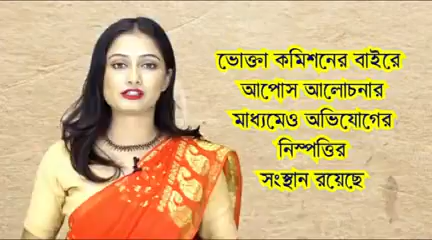 ভোক্তা কমিশনের বাইরে
আপোস আলোচনার
মাধ্যমেও অভিযোগের
নিস্পত্তির
সংস্থান রয়েছে